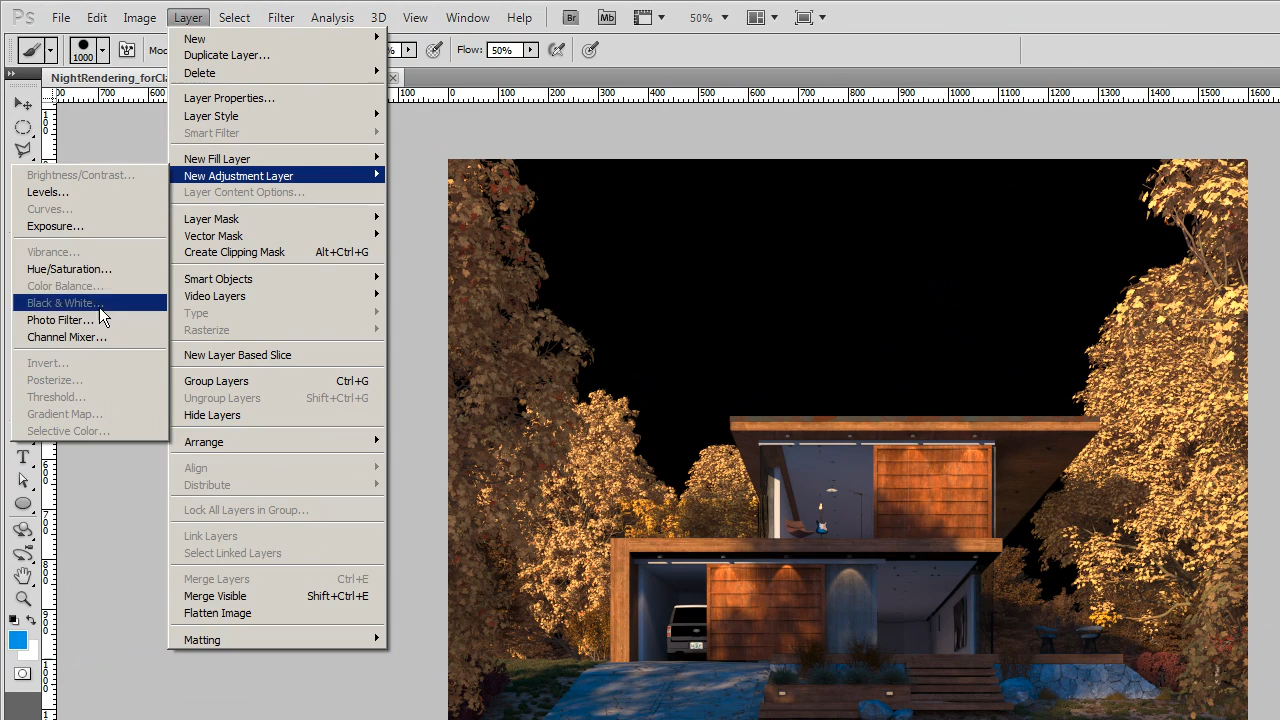 Ps File Edit Image Layer Select Filter Analysis 3D View Window Help Br Mb 50%
1000 Mod % Flow: 50%
NightRendering_forCla
700 600 100 0 100 200 300 400 500 600 700 800 900 1000 1100 1200 1300 1400 1500 1600
New
Duplicate Layer...
Delete
Layer Properties...
Layer Style
Smart Filter
New Fill Layer
New Adjustment Layer
Layer Content Options...
Layer Mask
Vector Mask
Create Clipping Mask Alt+Ctrl+G
Smart Objects
Video Layers
Type
Rasterize
New Layer Based Slice
Group Layers Ctrl+G
Ungroup Layers Shift+Ctrl+G
Hide Layers
Arrange
Align
Distribute
Lock All Layers in Group...
Link Layers
Select Linked Layers
Merge Layers Ctrl+E
Merge Visible Shift+Ctrl+E
Flatten Image
Matting
Brightness/Contrast...
Levels...
Curves...
Exposure...
Vibrance...
Hue/Saturation...
Color Balance...
Black & White...
Photo Filter...
Channel Mixer...
Invert...
Posterize...
Threshold...
Gradient Map...
Selective Color...